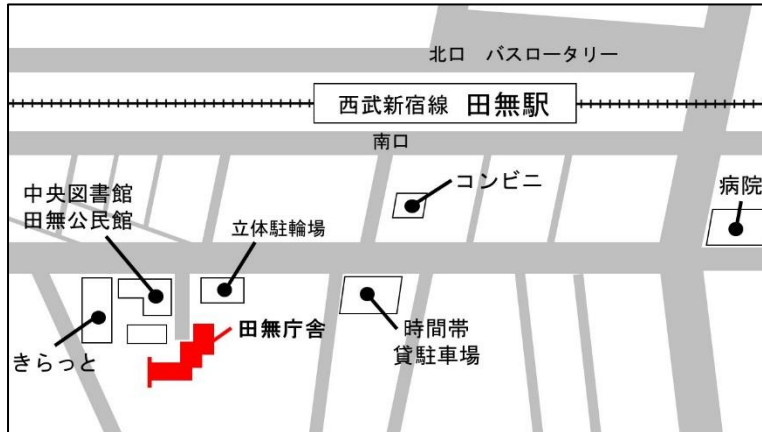 北口 バスロータリー
西武新宿線 田無駅
南口
中央図書館
田無公民館
立体駐輪場
コンビニ
病院
きらっと
田無庁舎
時間帯
貸駐車場